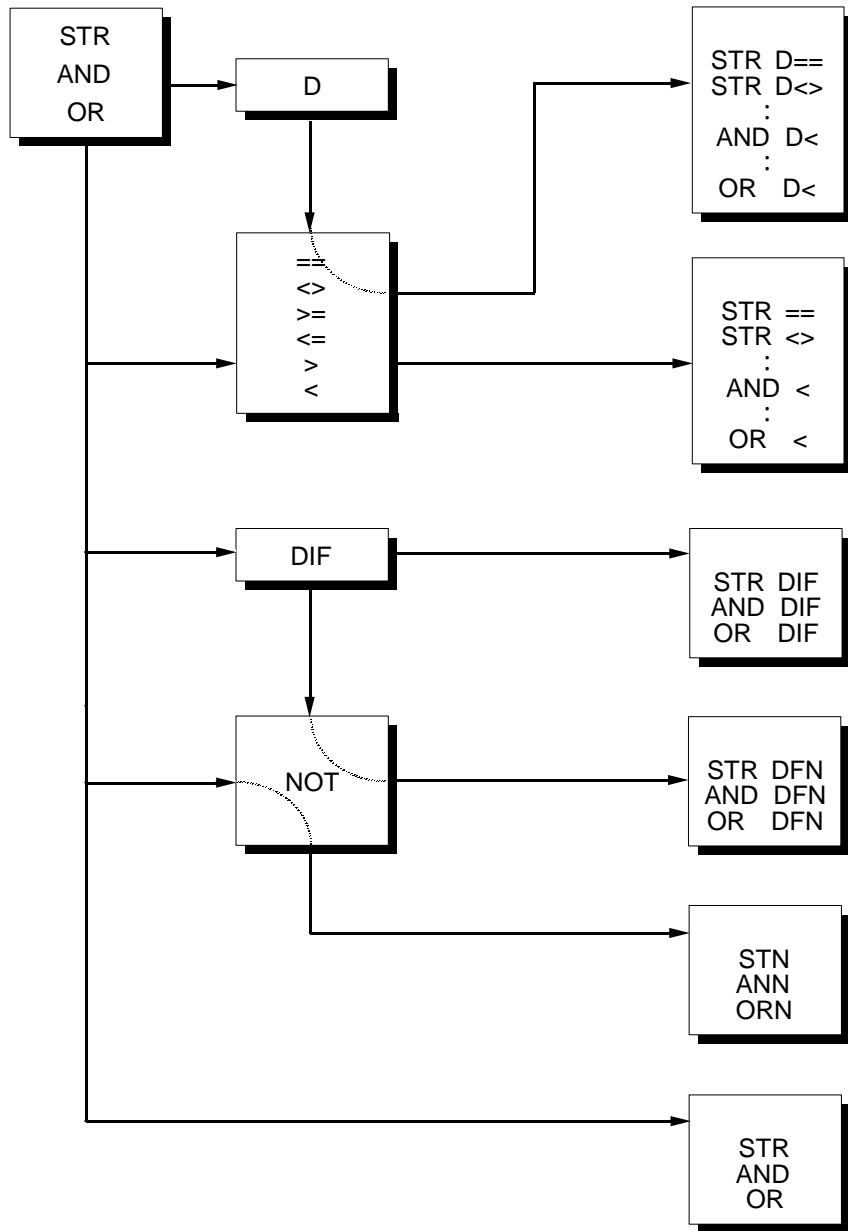 STR
AND
OR
D
==
<>
>=
<=
>
<
STR D==
STR D<>
:
AND D<
:
OR D<
STR ==
STR <>
:
AND <
:
OR <
DIF
STR DIF
AND DIF
OR DIF
NOT
STR DFN
AND DFN
OR DFN
STN
ANN
ORN
STR
AND
OR